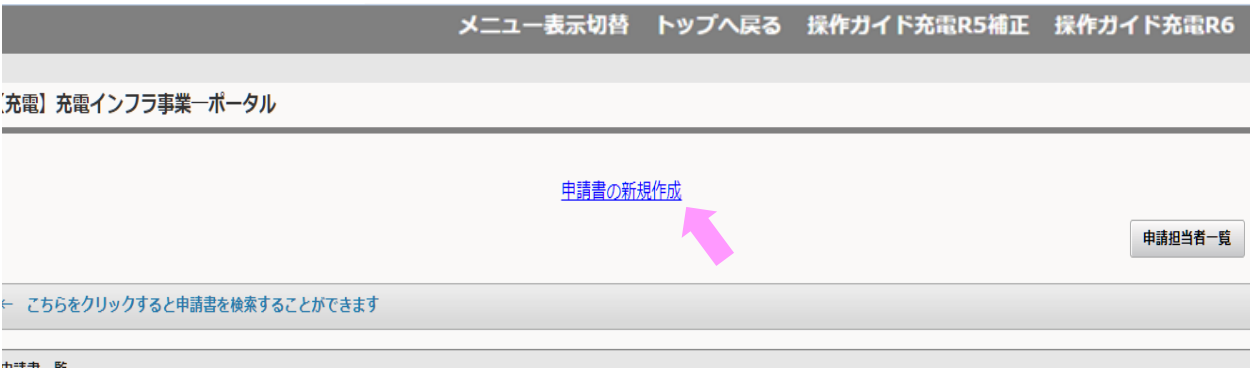 メニュー表示切替 トップへ戻る 操作ガイド充電R5補正 操作ガイド充電R6
充電】充電インフラ事業―ポータル
申請書の新規作成
申請担当者一覧
← こちらをクリックすると申請書を検索することができます